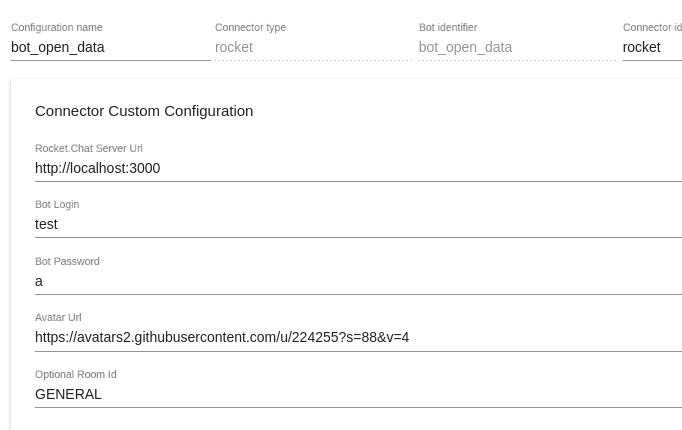 Configuration name Connector type Bot identifier Connector id
bot_open_data rocket bot_open_data rocket
Connector Custom Configuration
Rocket.Chat Server Url
http://localhost:3000
Bot Login
test
Bot Password
a
Avatar Url
https://avatars2.githubusercontent.com/u/224255?s=88&v=4
Optional Room Id
GENERAL